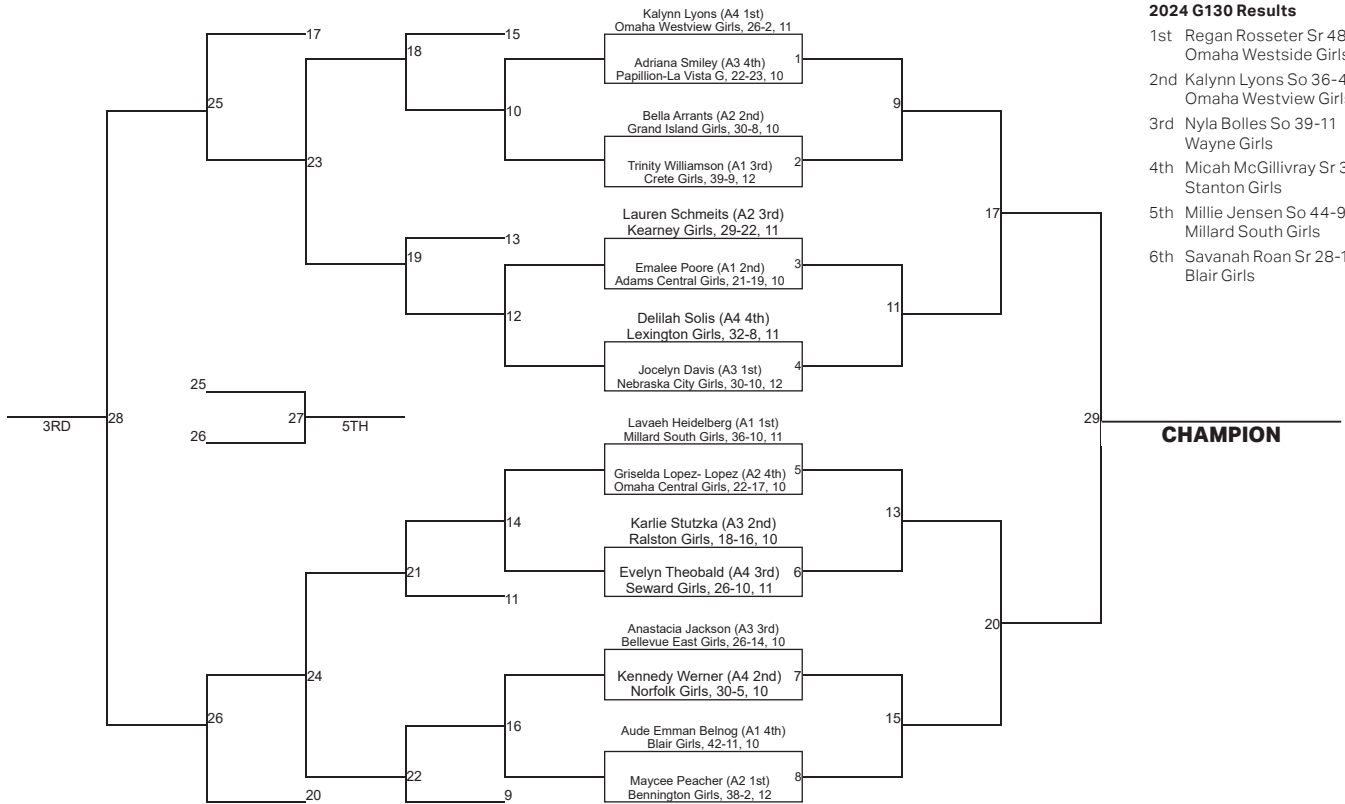 2024 G130 Results
1st Regan Rosseter Sr 48
Omaha Westside Girls
2nd Kalynn Lyons So 36-4
Omaha Westview Girls
3rd Nyla Bolles So 39-11
Wayne Girls
4th Micah McGillivray Sr 3
Stanton Girls
5th Millie Jensen So 44-9
Millard South Girls
6th Savanah Roan Sr 28-1
Blair Girls
Kalynn Lyons (A4 1st)
Omaha Westview Girls, 26-2, 11
Adriana Smiley (A3 4th)
Papillion-La Vista G, 22-23, 10
1
Bella Arrants (A2 2nd)
Grand Island Girls, 30-8, 10
Trinity Williamson (A1 3rd)
Crete Girls, 39-9, 12
2
Lauren Schmeits (A2 3rd)
Kearney Girls, 29-22, 11
Emalee Poore (A1 2nd)
Adams Central Girls, 21-19, 10
3
Delilah Solis (A4 4th)
Lexington Girls, 32-8, 11
Jocelyn Davis (A3 1st)
Nebraska City Girls, 30-10, 12
4
Lavaeh Heidelberg (A1 1st)
Millard South Girls, 36-10, 11
Griselda Lopez- Lopez (A2 4th)
Omaha Central Girls, 22-17, 10
5
Karlie Stutzka (A3 2nd)
Ralston Girls, 18-16, 10
Evelyn Theobald (A4 3rd)
Seward Girls, 26-10, 11
6
Anastacia Jackson (A3 3rd)
Bellevue East Girls, 26-14, 10
Kennedy Werner (A4 2nd)
Norfolk Girls, 30-5, 10
7
Aude Emman Belnog (A1 4th)
Blair Girls, 42-11, 10
Maycee Peacher (A2 1st)
Bennington Girls, 38-2, 12
8
9
11
13
15
17
20
29
CHAMPION
17
15
18
25
10
23
13
19
12
25
28
27
26
3RD
5TH
14
21
11
24
26
16
22
20
9